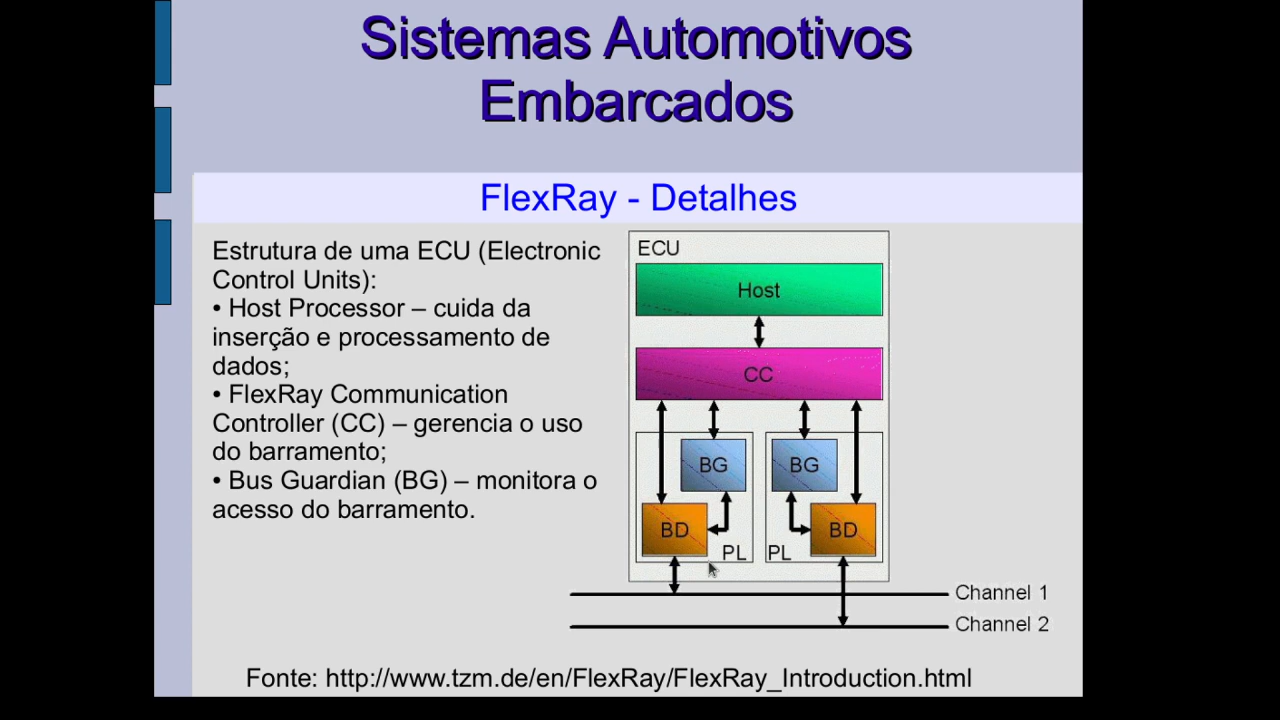 Sistemas Automotivos
Embarcados
FlexRay - Detalhes
Estrutura de uma ECU (Electronic
Control Units):
• Host Processor – cuida da
inserção e processamento de
dados;
• FlexRay Communication
Controller (CC) – gerencia o uso
do barramento;
• Bus Guardian (BG) – monitora o
acesso do barramento.
ECU
Host
CC
BG
BG
BD
BD
PL
PL
Channel 1
Channel 2
Fonte: http://www.tzm.de/en/FlexRay/FlexRay_Introduction.html